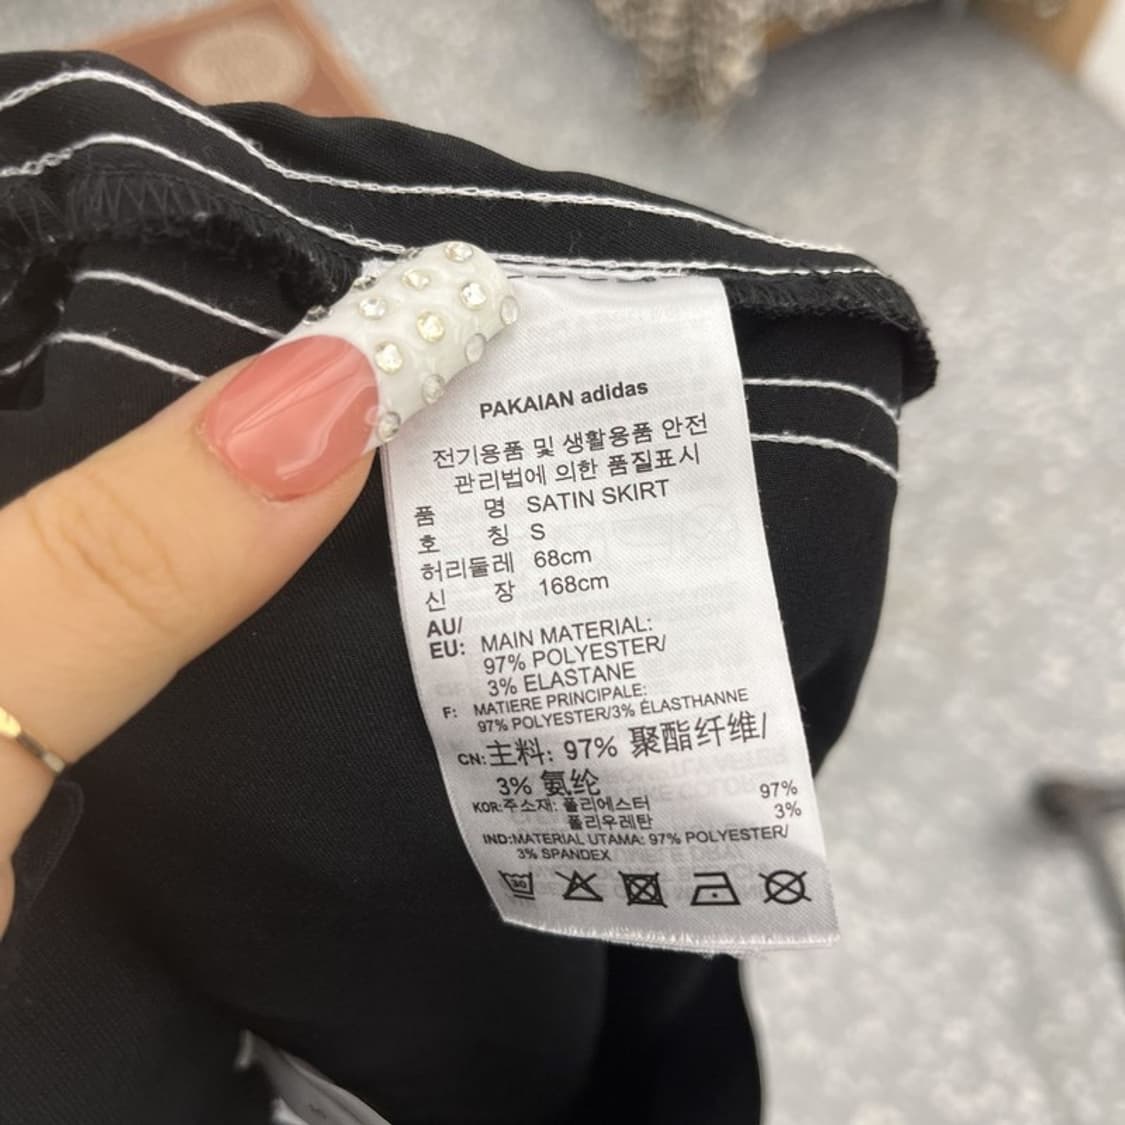 PAKAIAN adidas
전기용품 및 생활용품 안전
관리법에 의한 품질표시
품 명 SATIN SKIRT
호 칭 S
허리둘레 68cm
신 장 168cm
AU/
EU: MAIN MATERIAL:
97% POLYESTER/
3% ELASTANE
F: MATIERE PRINCIPALE:
97% POLYESTER/3% ÉLASTHANNE
CN: 主料: 97% 聚酯纤维/
3% 氨纶
KOR: 주소재: 폴리에스터 97%
폴리우레탄 3%
IND:MATERIAL UTAMA: 97% POLYESTER/
3% SPANDEX
30